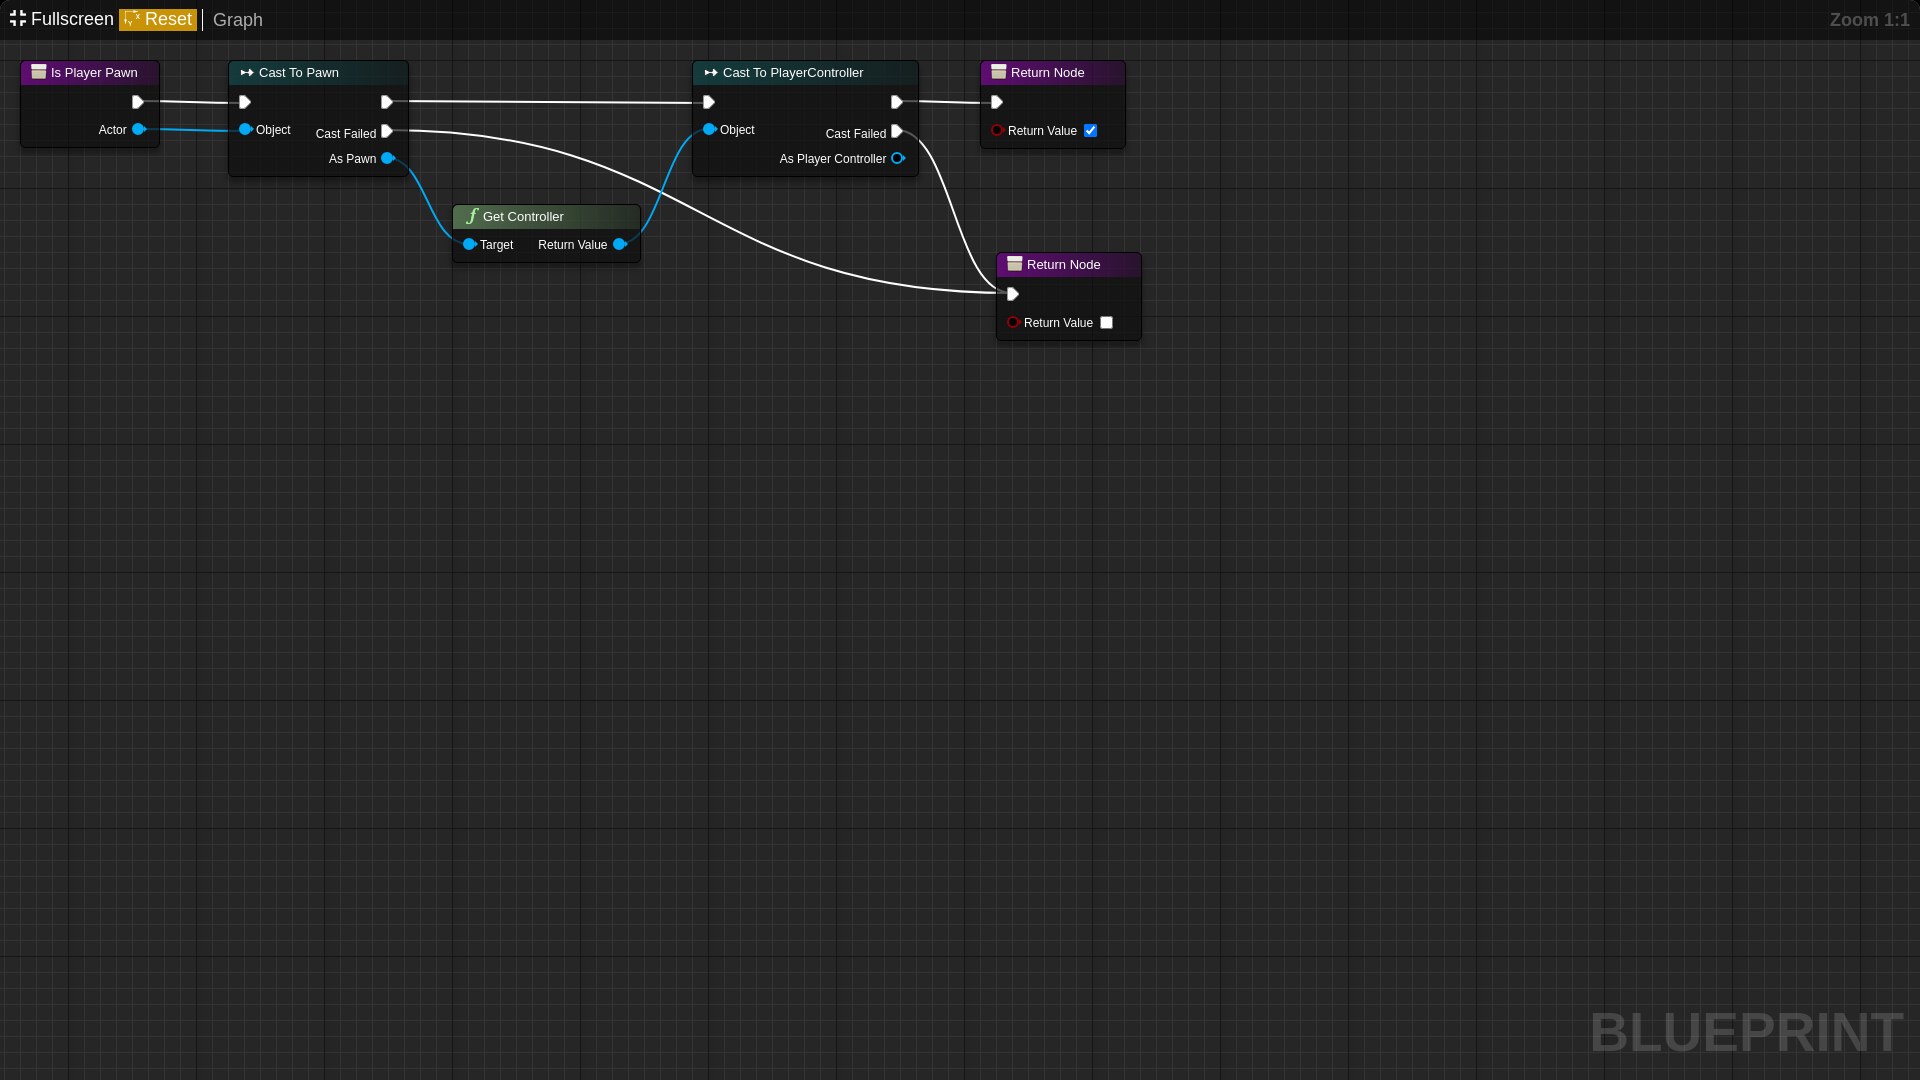 Fullscreen Reset Graph Zoom 1:1
Is Player Pawn
Actor
Cast To Pawn
Object
Cast Failed
As Pawn
Get Controller
Target Return Value
Cast To PlayerController
Object
Cast Failed
As Player Controller
Return Node
Return Value
Return Node
Return Value
BLUEPRINT